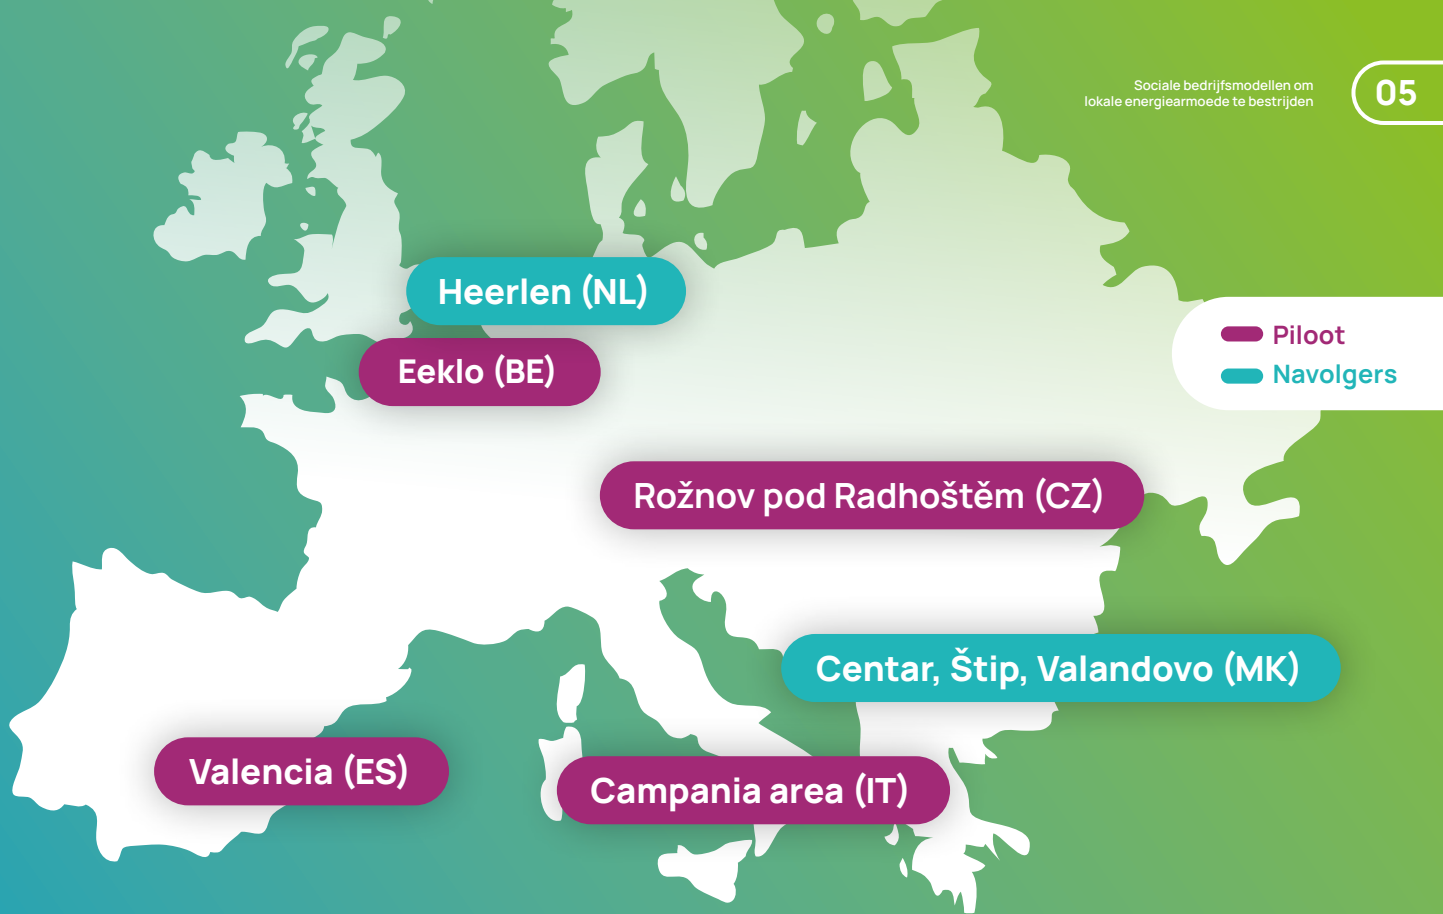 Sociale bedrijfsmodellen om
lokale energiearmoede te bestrijden
05
Heerlen (NL)
Piloot
Navolgers
Eeklo (BE)
Rožnov pod Radhoštěm (CZ)
Centar, Štip, Valandovo (MK)
Valencia (ES)
Campania area (IT)